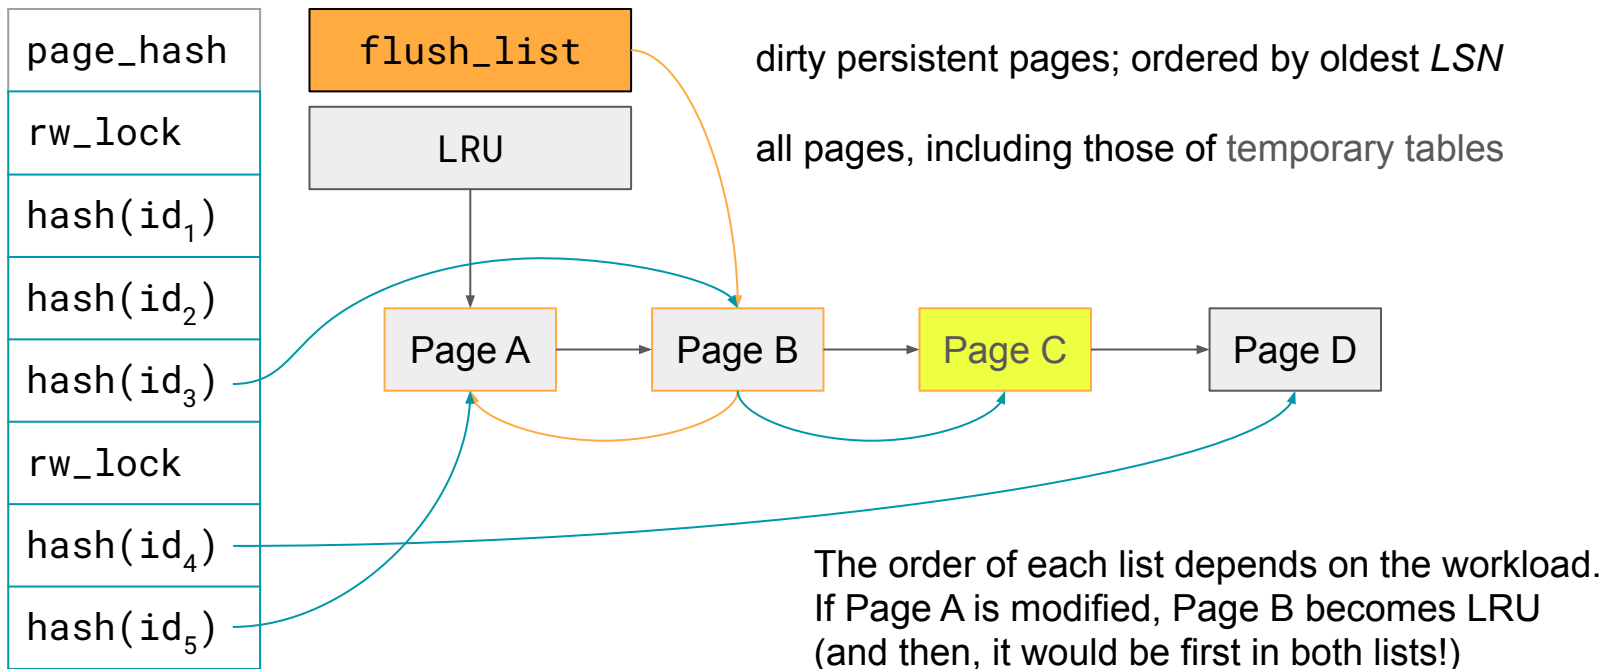 page_hash
rw_lock
hash(id₁)
hash(id₂)
hash(id₃)
rw_lock
hash(id₄)
hash(id₅)
flush_list
dirty persistent pages; ordered by oldest LSN
LRU
all pages, including those of temporary tables
Page A
Page B
Page C
Page D
The order of each list depends on the workload.
If Page A is modified, Page B becomes LRU
(and then, it would be first in both lists!)